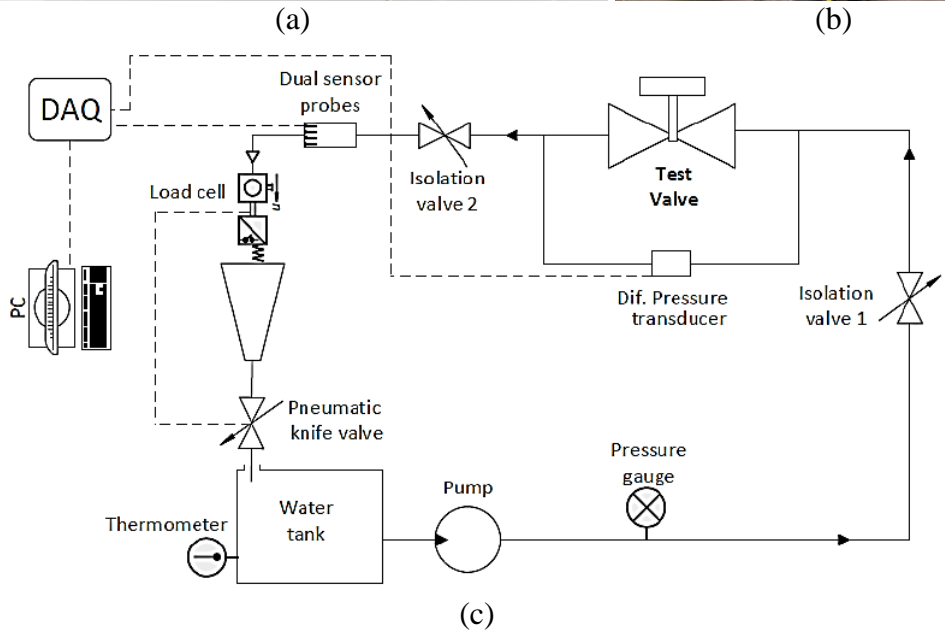 (a)
(b)
Dual sensor
probes
DAQ
Isolation
valve 2
Test
Valve
Load cell
n
Dif. Pressure
transducer
Isolation
valve 1
PC
Pneumatic
knife valve
Pressure
gauge
Pump
Water
tank
Thermometer
(c)